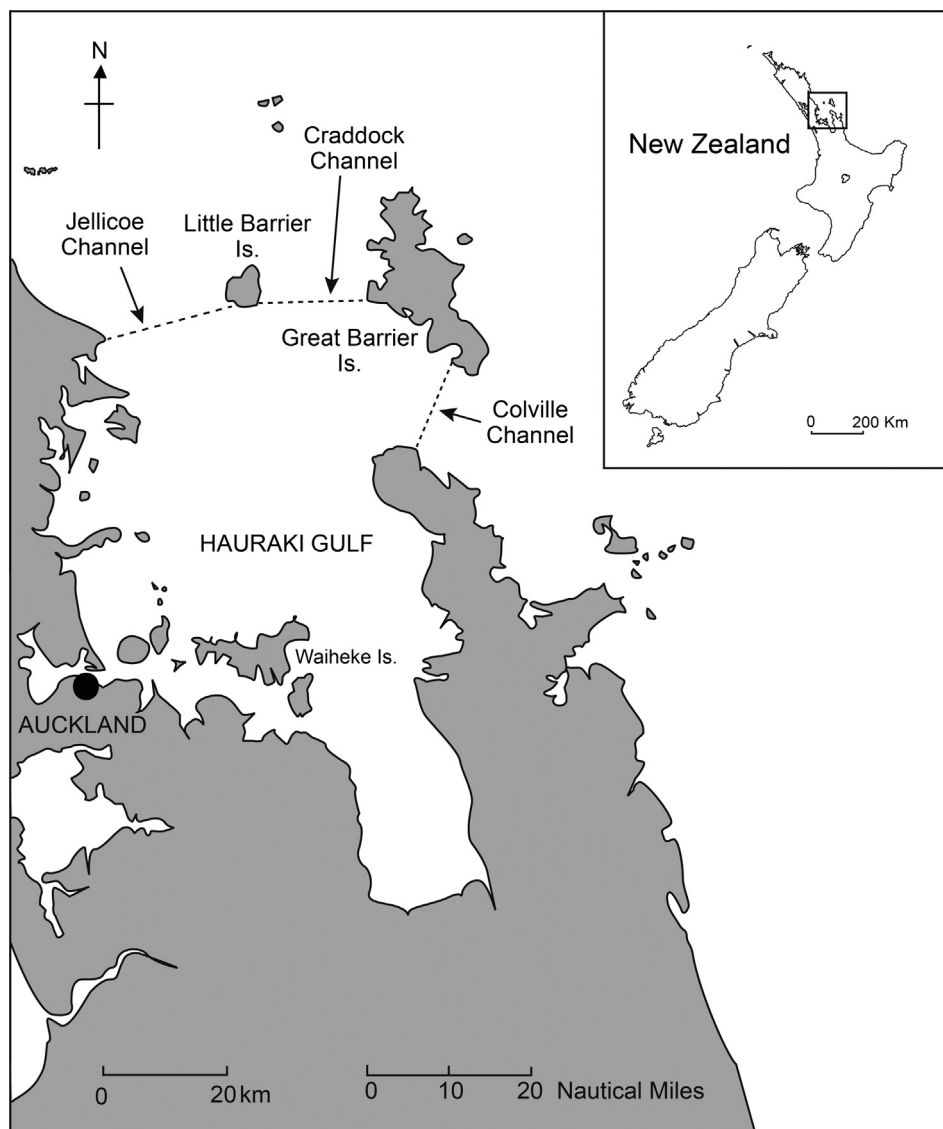 N
Craddock
Channel
Jellicoe
Channel
Little Barrier
Is.
Great Barrier
Is.
Colville
Channel
HAURAKI GULF
Waiheke Is.
AUCKLAND
0 20 km
0 10 20 Nautical Miles
New Zealand
0 200 Km